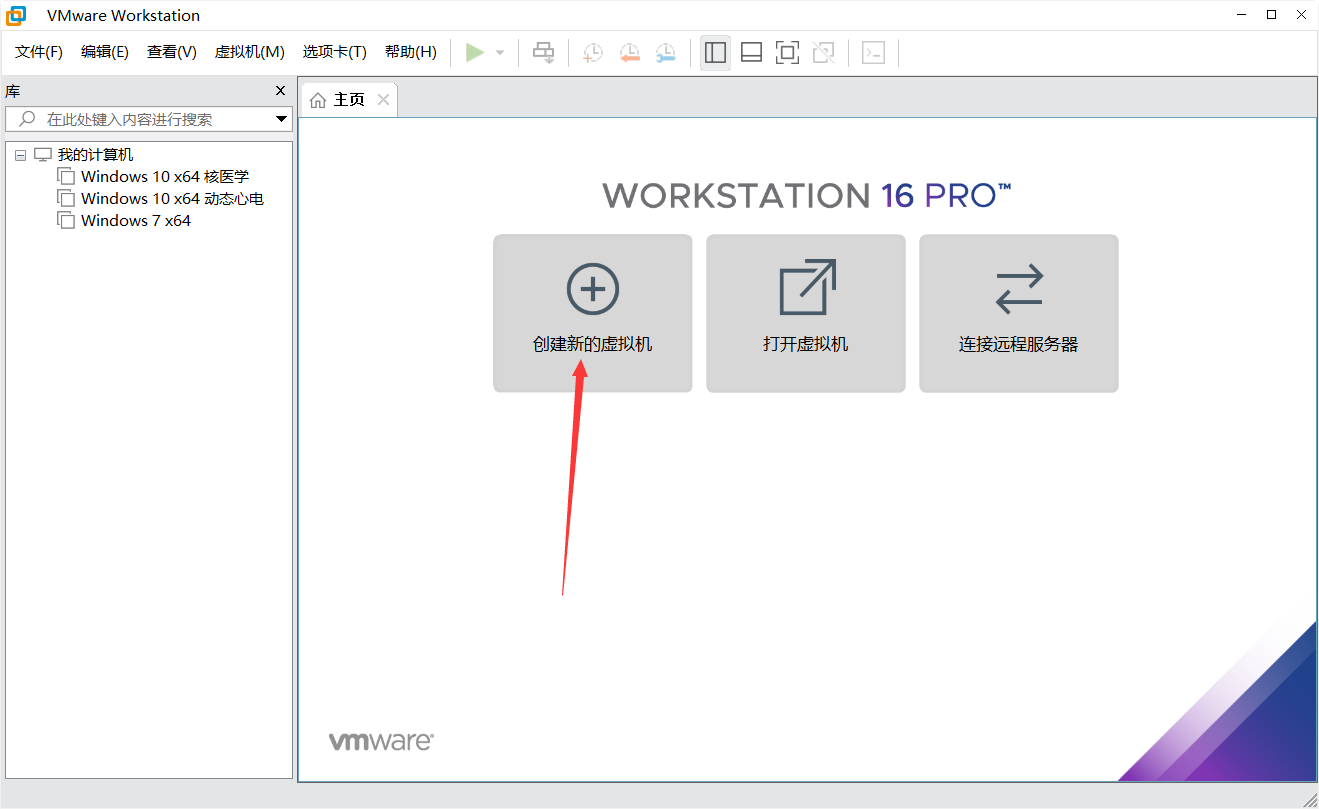 VMware Workstation
文件(F) 编辑(E) 查看(V) 虚拟机(M) 选项卡(T) 帮助(H)
库
在此处键入内容进行搜索
我的计算机
Windows 10 x64 核医学
Windows 10 x64 动态心电
Windows 7 x64
主页
WORKSTATION 16 PRO™
创建新的虚拟机 打开虚拟机 连接远程服务器
vmware®